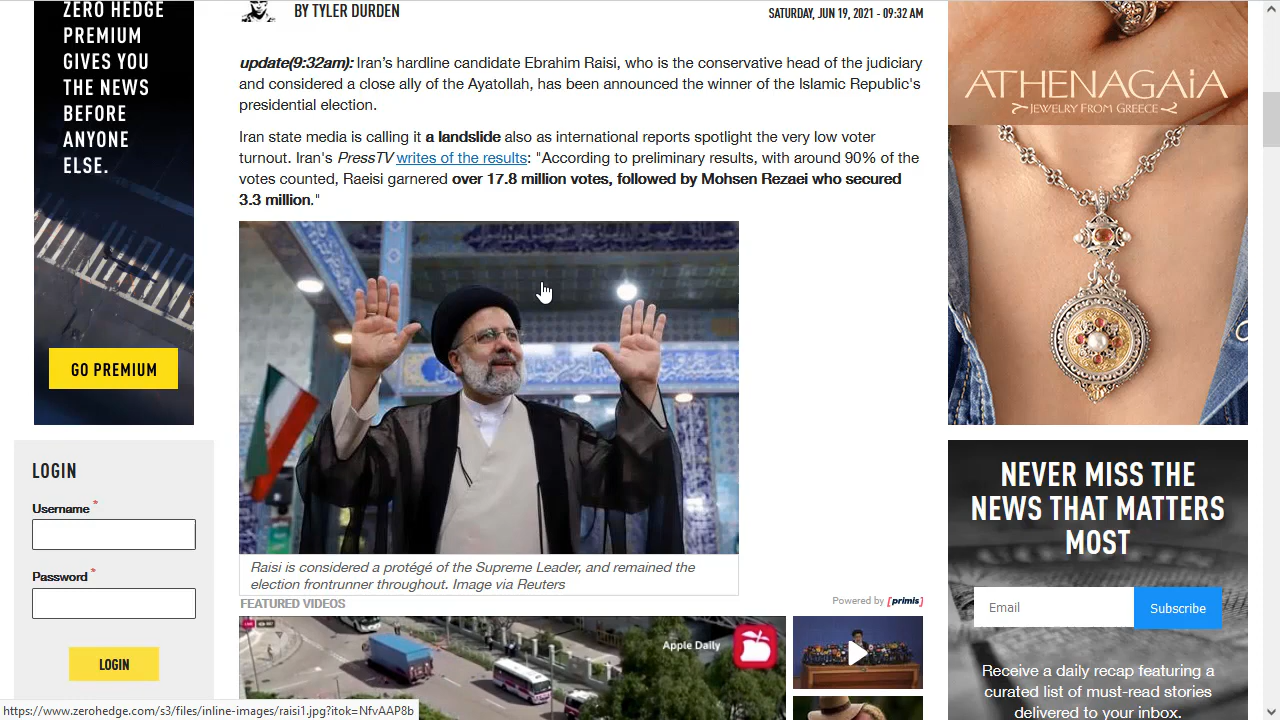 ZERO HEDGE
PREMIUM
GIVES YOU
THE NEWS
BEFORE
ANYONE
ELSE.
GO PREMIUM
LOGIN
Username *
Password *
LOGIN
BY TYLER DURDEN
SATURDAY, JUN 19, 2021 - 09:32 AM
update(9:32am): Iran's hardline candidate Ebrahim Raisi, who is the conservative head of the judiciary
and considered a close ally of the Ayatollah, has been announced the winner of the Islamic Republic's
presidential election.
Iran state media is calling it a landslide also as international reports spotlight the very low voter
turnout. Iran's PressTV writes of the results: "According to preliminary results, with around 90% of the
votes counted, Raeisi garnered over 17.8 million votes, followed by Mohsen Rezaei who secured
3.3 million."
Raisi is considered a protégé of the Supreme Leader, and remained the
election frontrunner throughout. Image via Reuters
FEATURED VIDEOS
Powered by [primis]
LIVE
Apple Daily
ATHENAGAiA
JEWELRY FROM GREECE
NEVER MISS THE
NEWS THAT MATTERS
MOST
Email
Subscribe
Receive a daily recap featuring a
curated list of must-read stories
delivered to your inbox.
https://www.zerohedge.com/s3/files/inline-images/raisi1.jpg?itok=NfvAAP8b